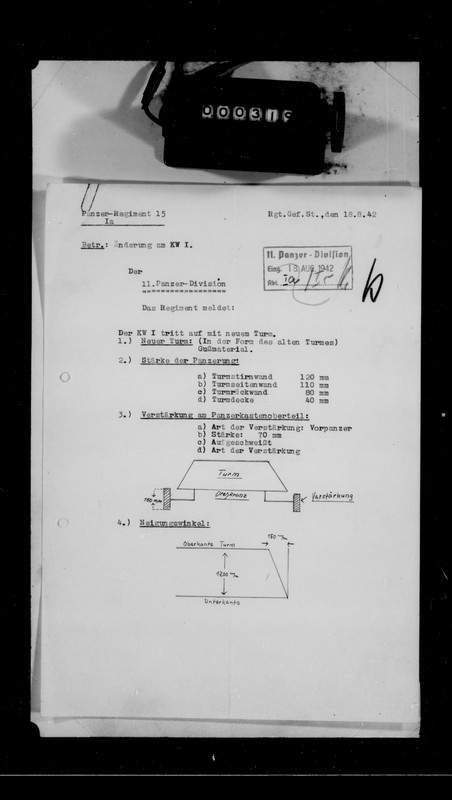 000319
Panzer-Regiment 15
Ia
Rgt.Gef.St.,den 18.8.42
Betr.: Änderung am KW I.
11. Panzer-Division
Eing. 18. AUG. 1942
Abt. Ia
Der
11.Panzer-Division
Das Regiment meldet:
Der KW I tritt auf mit neuem Turm.
1.) Neuer Turm: (In der Form des alten Turmes)
Gußmaterial.
2.) Stärke der Panzerung:
a) Turmstirnwand 120 mm
b) Turmseitenwand 110 mm
c) Turmrückwand 80 mm
d) Turmdecke 40 mm
3.) Verstärkung am Panzerkastenoberteil:
a) Art der Verstärkung: Vorpanzer
b) Stärke: 70 mm
c) Aufgeschweißt
d) Art der Verstärkung
Turm
Drehkranz
Verstärkung
4.) Neigungswinkel:
Oberkante Turm
1200 m/m
Unterkante